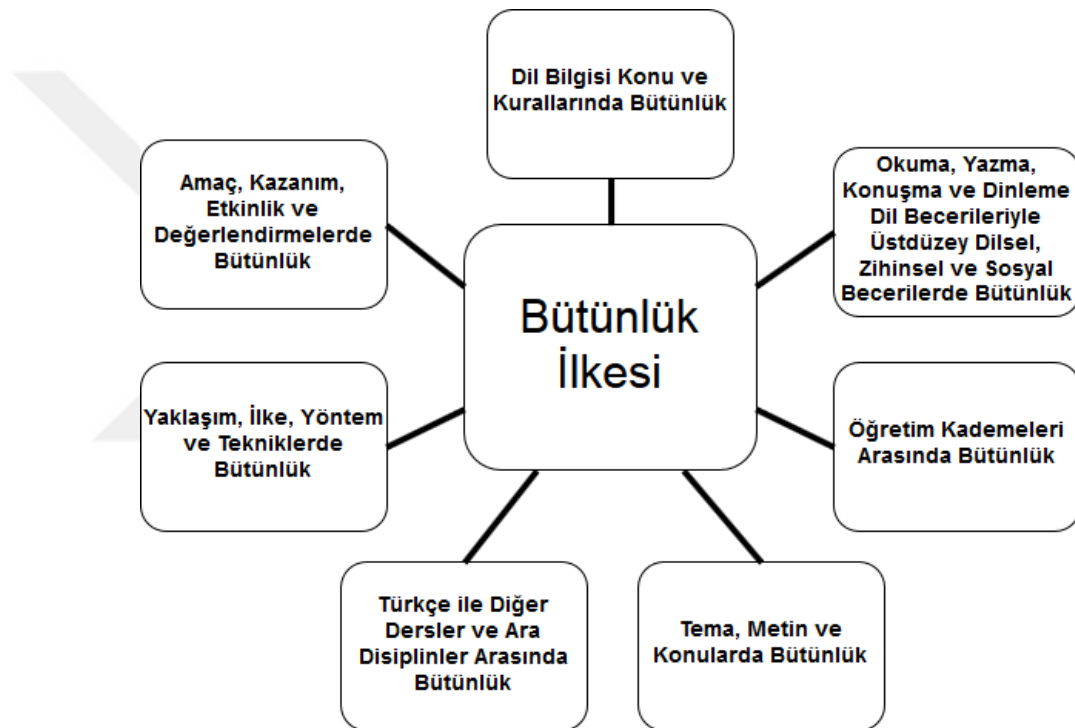 Dil Bilgisi Konu ve
Kurallarında Bütünlük
Amaç, Kazanım,
Etkinlik ve
Değerlendirmelerde
Bütünlük
Okuma, Yazma,
Konuşma ve Dinleme
Dil Becerileriyle
Üstdüzey Dilsel,
Zihinsel ve Sosyal
Becerilerde Bütünlük
Bütünlük
İlkesi
Yaklaşım, İlke, Yöntem
ve Tekniklerde
Bütünlük
Öğretim Kademeleri
Arasında Bütünlük
Türkçe ile Diğer
Dersler ve Ara
Disiplinler Arasında
Bütünlük
Tema, Metin ve
Konularda Bütünlük